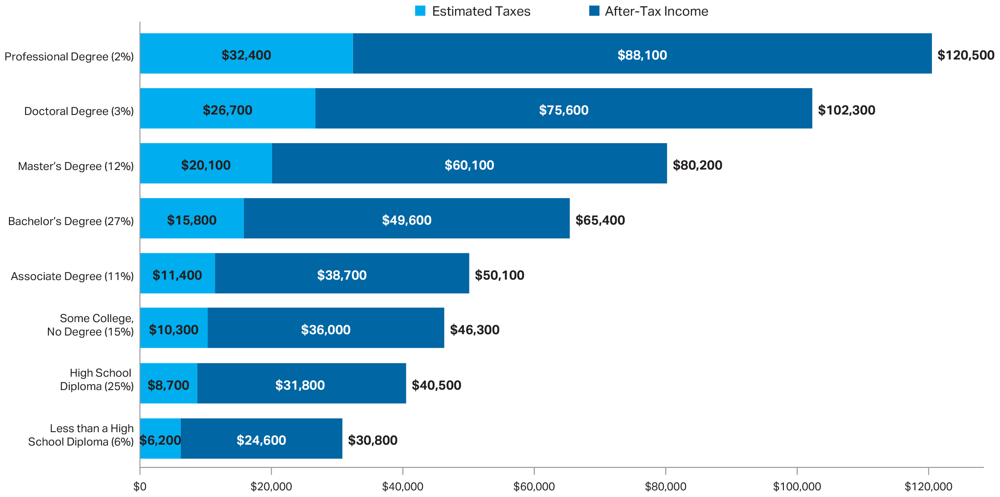 Estimated Taxes
After-Tax Income
Professional Degree (2%)
$32,400
$88,100
$120,500
Doctoral Degree (3%)
$26,700
$75,600
$102,300
Master’s Degree (12%)
$20,100
$60,100
$80,200
Bachelor’s Degree (27%)
$15,800
$49,600
$65,400
Associate Degree (11%)
$11,400
$38,700
$50,100
Some College,
No Degree (15%)
$10,300
$36,000
$46,300
High School
Diploma (25%)
$8,700
$31,800
$40,500
Less than a High
School Diploma (6%)
$6,200
$24,600
$30,800
$0
$20,000
$40,000
$60,000
$80,000
$100,000
$120,000